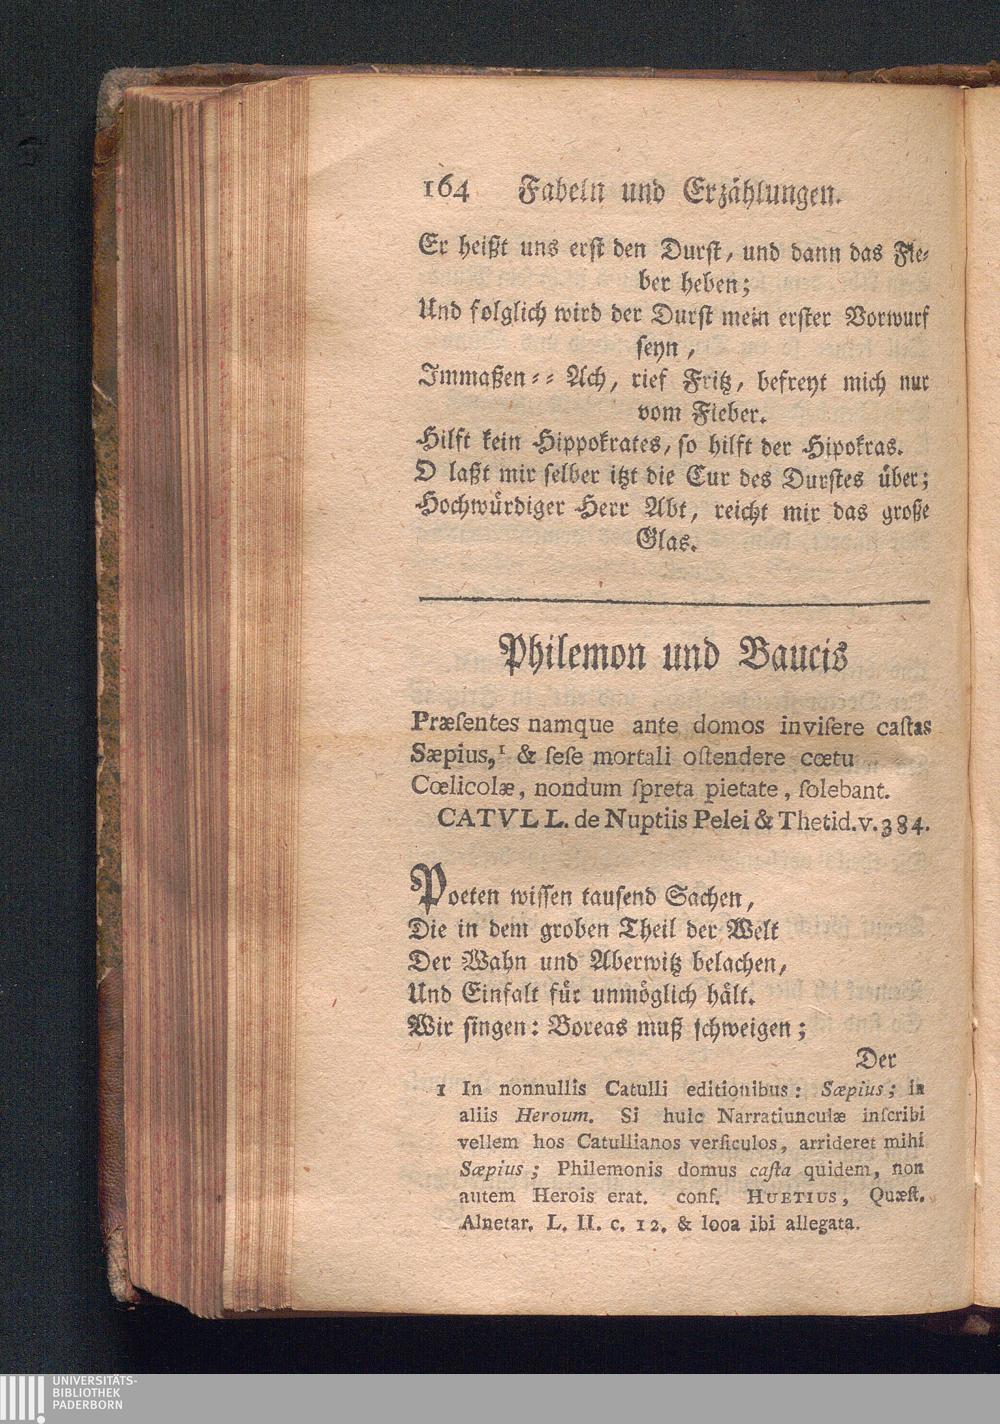 164 Fabeln und Erzählungen.
Er heißt uns erst den Durst, und dann das Fie-
ber heben;
Und folglich wird der Durst mein erster Vorwurf
seyn,
Immaßen-- Ach, rief Fritz, befreyt mich nur
vom Fieber.
Hilft kein Hippokrates, so hilft der Hipokras.
O laßt mir selber itzt die Cur des Durstes über;
Hochwürdiger Herr Abt, reicht mir das große
Glas.
Philemon und Baucis
Præſentes namque ante domos inviſere caſtas
Sæpius,¹ & ſeſe mortali oſtendere cœtu
Cœlicolæ, nondum ſpreta pietate, ſolebant.
CATVLL. de Nuptiis Pelei & Thetid. v. 384.
Poeten wissen tausend Sachen,
Die in dem groben Theil der Welt
Der Wahn und Aberwitz belachen,
Und Einfalt für unmöglich hält.
Wir singen: Boreas muß schweigen;
Der
1 In nonnullis Catulli editionibus: Sæpius; in
aliis Heroum. Si huic Narratiunculæ inſcribi
vellem hos Catullianos verſiculos, arrideret mihi
Sæpius; Philemonis domus caſta quidem, non
autem Herois erat. conf. HUETIUS, Quæſt.
Alnetar. L. II. c. 12. & looa ibi allegata.
UNIVERSITÄTS-
BIBLIOTHEK
PADERBORN